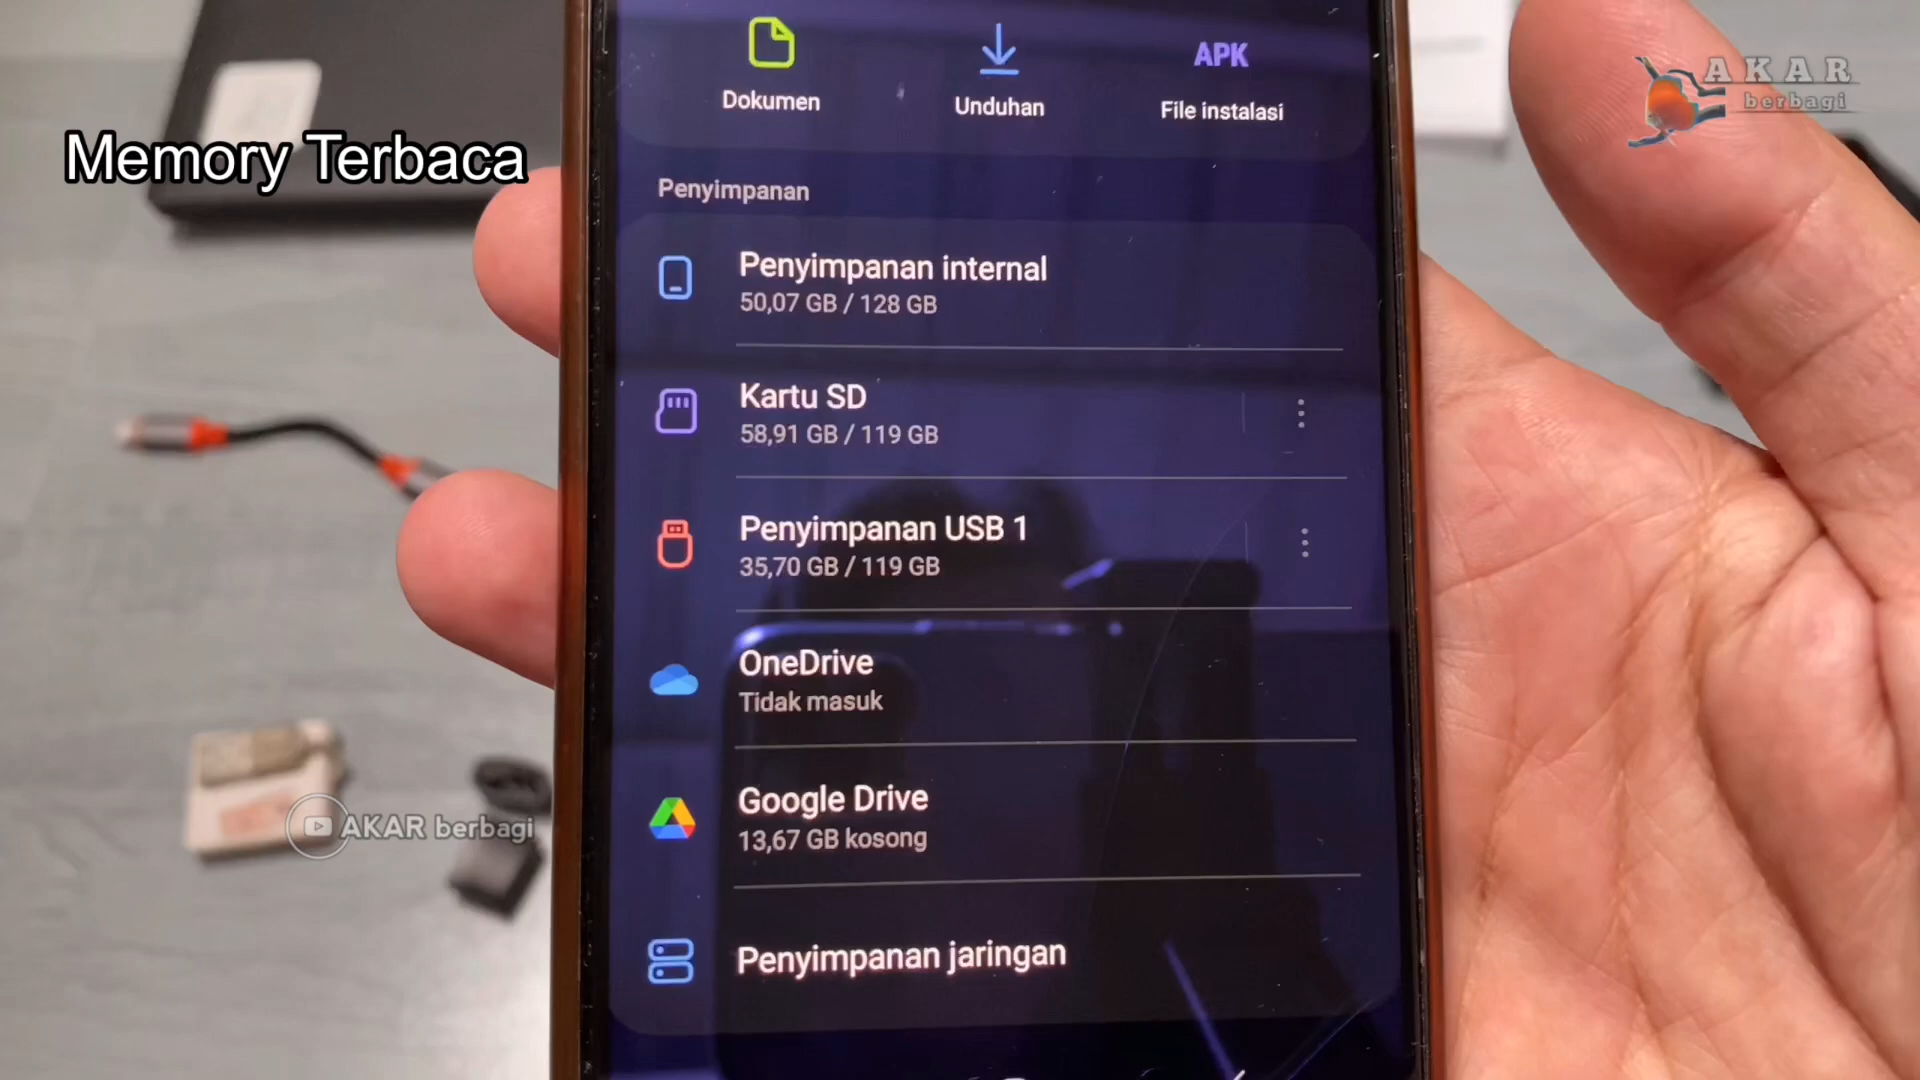 AKAR
berbagi
Memory Terbaca
Dokumen
Unduhan
APK
File instalasi
Penyimpanan
Penyimpanan internal
50,07 GB / 128 GB
Kartu SD
58,91 GB / 119 GB
Penyimpanan USB 1
35,70 GB / 119 GB
OneDrive
Tidak masuk
Google Drive
13,67 GB kosong
Penyimpanan jaringan
AKAR berbagi